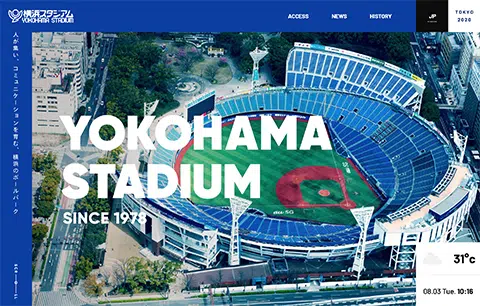 横浜スタジアム
YOKOHAMA STADIUM
ACCESS
NEWS
HISTORY
JP
TOKYO
2020
人が集い、コミュニケーションを育む、横浜のボールパーク
YOKOHAMA
STADIUM
SINCE 1978
31°c
08.03 Tue. 10:16